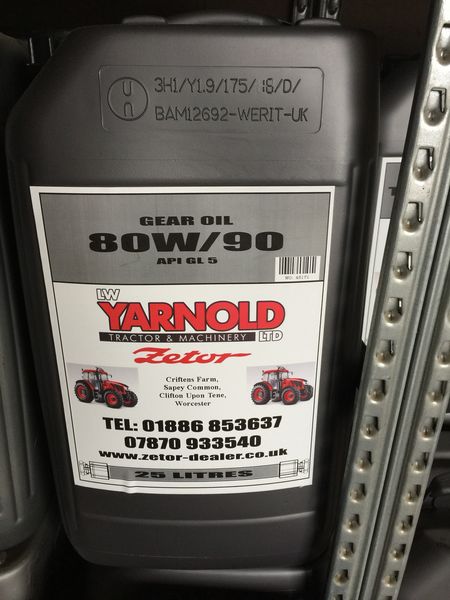 un
3H1/Y1.9/175/18/D/
BAM12692-WERIT-UK
GEAR OIL
80W/90
API GL 5
LW
YARNOLD
TRACTOR & MACHINERY LTD
Zetor
Criftens Farm,
Sapey Common,
Clifton Upon Tene,
Worcester
TEL: 01886 853637
07870 933540
www.zetor-dealer.co.uk
25 LITRES